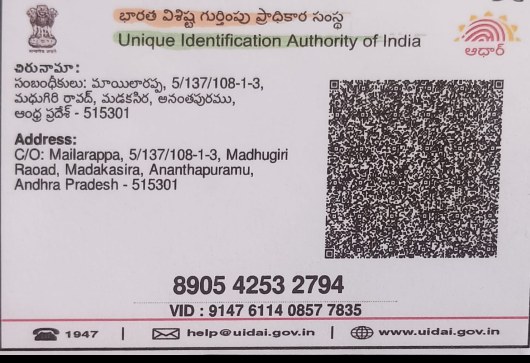 భారత విశిష్ట గుర్తింపు ప్రాధికార సంస్థ
Unique Identification Authority of India
ఆధార్
చిరునామా :
సంబంధీకులు: మాయిలారప్ప, 5/137/108-1-3,
మధుగిరి రావద్, మడకసిర, అనంతపురము,
ఆంధ్ర ప్రదేశ్ - 515301
Address:
C/O: Mailarappa, 5/137/108-1-3, Madhugiri
Raoad, Madakasira, Ananthapuramu,
Andhra Pradesh - 515301
8905 4253 2794
VID : 9147 6114 0857 7835
1947 | help@uidai.gov.in | www.uidai.gov.in